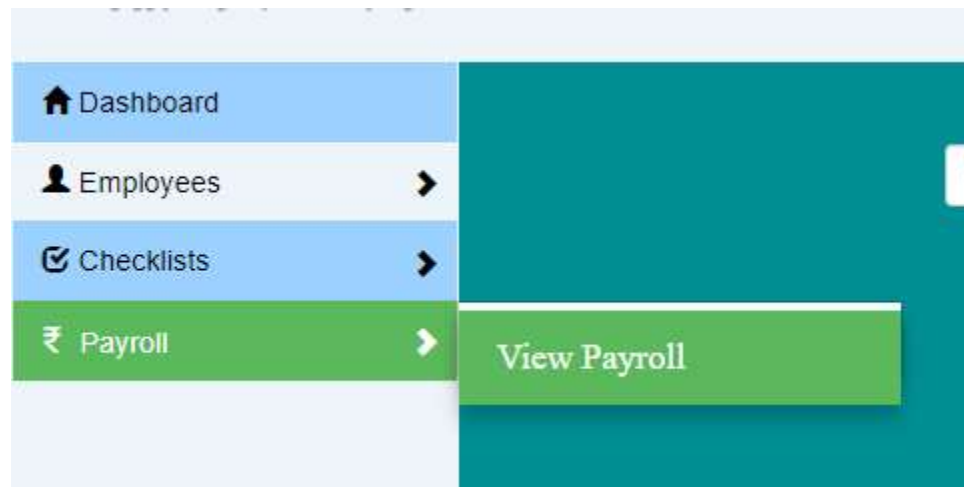 Dashboard
Employees
Checklists
₹ Payroll
View Payroll